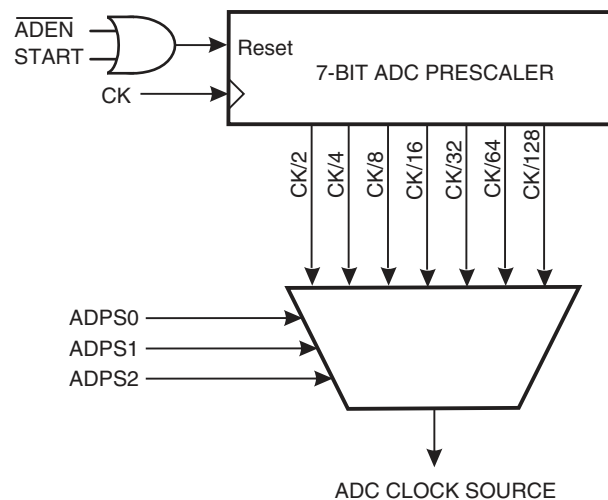 ADEN
START
Reset
7-BIT ADC PRESCALER
CK
CK/2
CK/4
CK/8
CK/16
CK/32
CK/64
CK/128
ADPS0
ADPS1
ADPS2
ADC CLOCK SOURCE